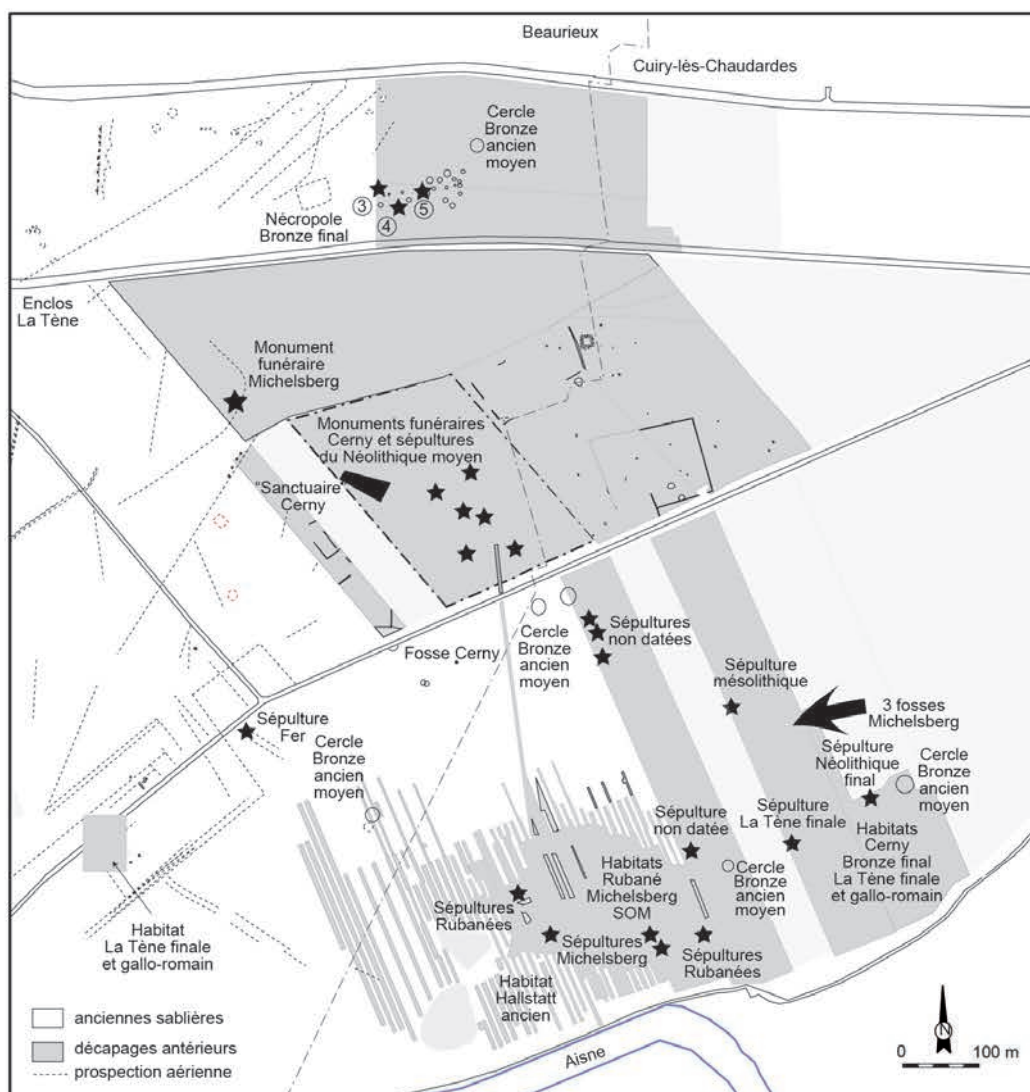 Beaurieux
Cuiry-lès-Chaudardes
Cercle
Bronze
ancien
moyen
3
4
5
Nécropole
Bronze final
Enclos
La Tène
Monument
funéraire
Michelsberg
Monuments funéraires
Cerny et sépultures
du Néolithique moyen
"Sanctuaire"
Cerny
Cercle
Bronze
ancien
moyen
Sépultures
non datées
Fosse Cerny
Sépulture
mésolithique
3 fosses
Michelsberg
Sépulture
Fer
Cercle
Bronze
ancien
moyen
Sépulture
Néolithique
final
Cercle
Bronze
ancien
moyen
Sépulture
non datée
Sépulture
La Tène finale
Habitats
Cerny
Bronze final
La Tène finale
et gallo-romain
Habitats
Rubané
Michelsberg
SOM
Cercle
Bronze
ancien
moyen
Sépultures
Rubanées
Sépultures
Michelsberg
Sépultures
Rubanées
Habitat
La Tène finale
et gallo-romain
Habitat
Hallstatt
ancien
anciennes sablières
décapages antérieurs
prospection aérienne
Aisne
N
0 100 m